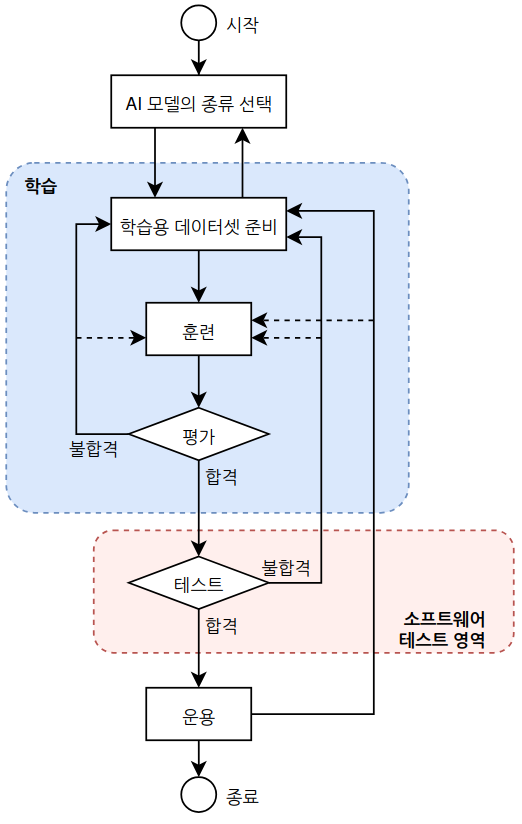 시작
AI 모델의 종류 선택
학습
학습용 데이터셋 준비
훈련
평가
불합격
합격
테스트
불합격
합격
소프트웨어
테스트 영역
운용
종료